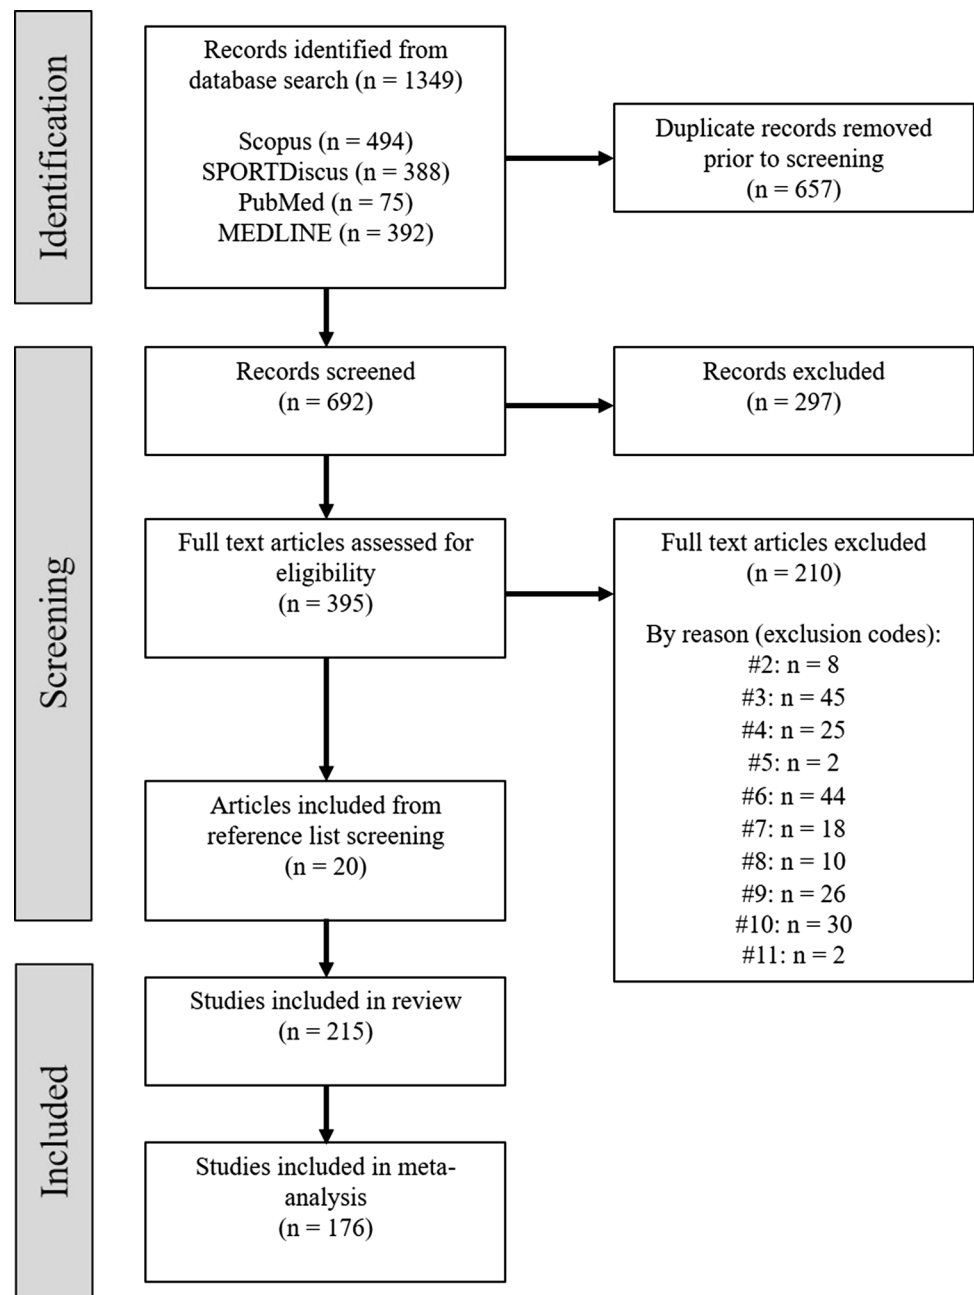 Identification
Records identified from
database search (n = 1349)
Scopus (n = 494)
SPORTDiscus (n = 388)
PubMed (n = 75)
MEDLINE (n = 392)
Duplicate records removed
prior to screening
(n = 657)
Screening
Records screened
(n = 692)
Records excluded
(n = 297)
Full text articles assessed for
eligibility
(n = 395)
Full text articles excluded
(n = 210)
By reason (exclusion codes):
#2: n = 8
#3: n = 45
#4: n = 25
#5: n = 2
#6: n = 44
#7: n = 18
#8: n = 10
#9: n = 26
#10: n = 30
#11: n = 2
Articles included from
reference list screening
(n = 20)
Included
Studies included in review
(n = 215)
Studies included in meta-
analysis
(n = 176)